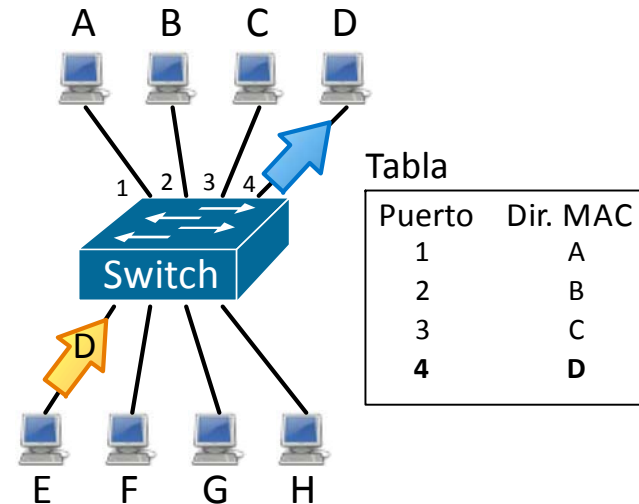 A B C D
1 2 3 4
Switch
D
E F G H
Tabla
Puerto Dir. MAC
1 A
2 B
3 C
4 D